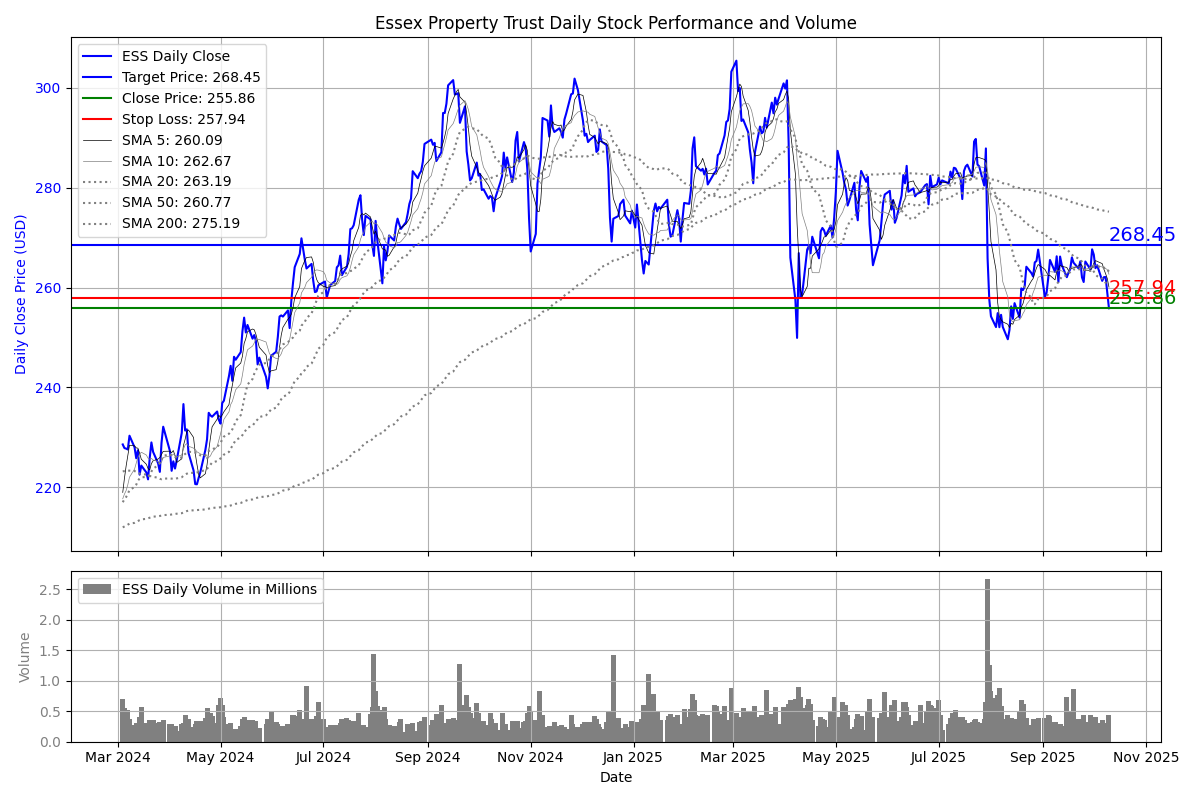 Essex Property Trust Daily Stock Performance and Volume
ESS Daily Close
Target Price: 268.45
Close Price: 255.86
Stop Loss: 257.94
SMA 5: 260.09
SMA 10: 262.67
SMA 20: 263.19
SMA 50: 260.77
SMA 200: 275.19
Daily Close Price (USD)
300
280
260
240
220
268.45
257.94
255.86
ESS Daily Volume in Millions
Volume
2.5
2.0
1.5
1.0
0.5
0.0
Mar 2024 May 2024 Jul 2024 Sep 2024 Nov 2024 Jan 2025 Mar 2025 May 2025 Jul 2025 Sep 2025 Nov 2025
Date